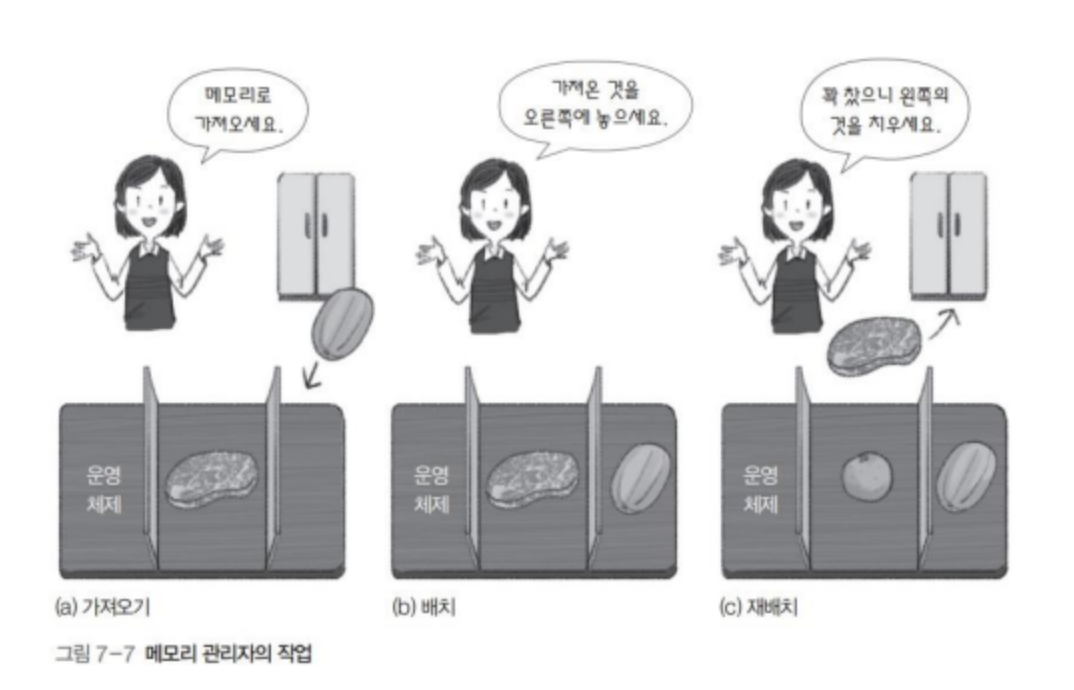 메모리로
가져오세요.
가져온 것을
오른쪽에 놓으세요.
꽉 찼으니 왼쪽의
것을 치우세요.
운영
체제
운영
체제
운영
체제
(a) 가져오기
(b) 배치
(c) 재배치
그림 7-7 메모리 관리자의 작업